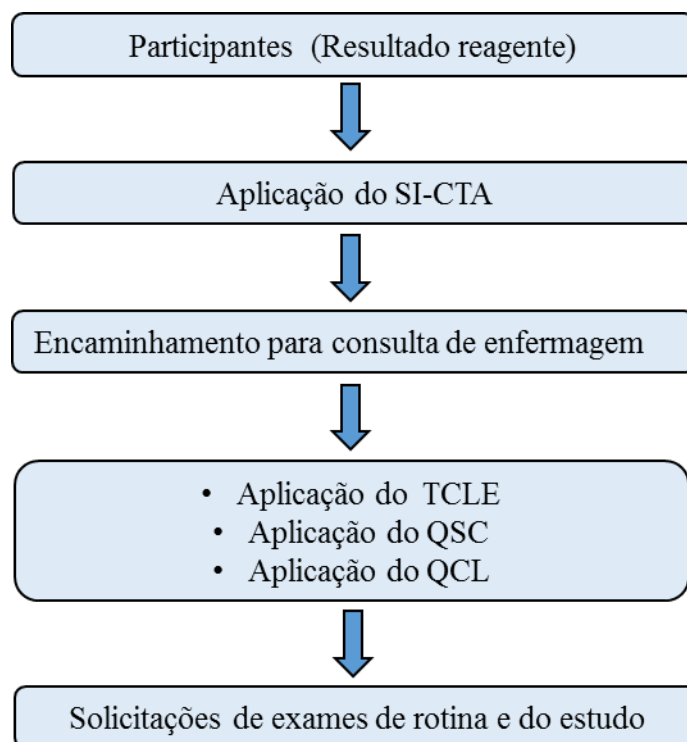 Participantes (Resultado reagente)
Aplicação do SI-CTA
Encaminhamento para consulta de enfermagem
• Aplicação do TCLE
• Aplicação do QSC
• Aplicação do QCL
Solicitações de exames de rotina e do estudo